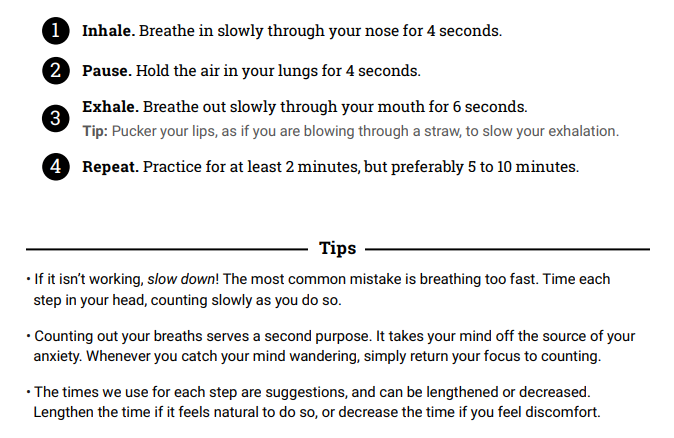 1 Inhale. Breathe in slowly through your nose for 4 seconds.
2 Pause. Hold the air in your lungs for 4 seconds.
3 Exhale. Breathe out slowly through your mouth for 6 seconds.
Tip: Pucker your lips, as if you are blowing through a straw, to slow your exhalation.
4 Repeat. Practice for at least 2 minutes, but preferably 5 to 10 minutes.
Tips
• If it isn’t working, slow down! The most common mistake is breathing too fast. Time each
step in your head, counting slowly as you do so.
• Counting out your breaths serves a second purpose. It takes your mind off the source of your
anxiety. Whenever you catch your mind wandering, simply return your focus to counting.
• The times we use for each step are suggestions, and can be lengthened or decreased.
Lengthen the time if it feels natural to do so, or decrease the time if you feel discomfort.